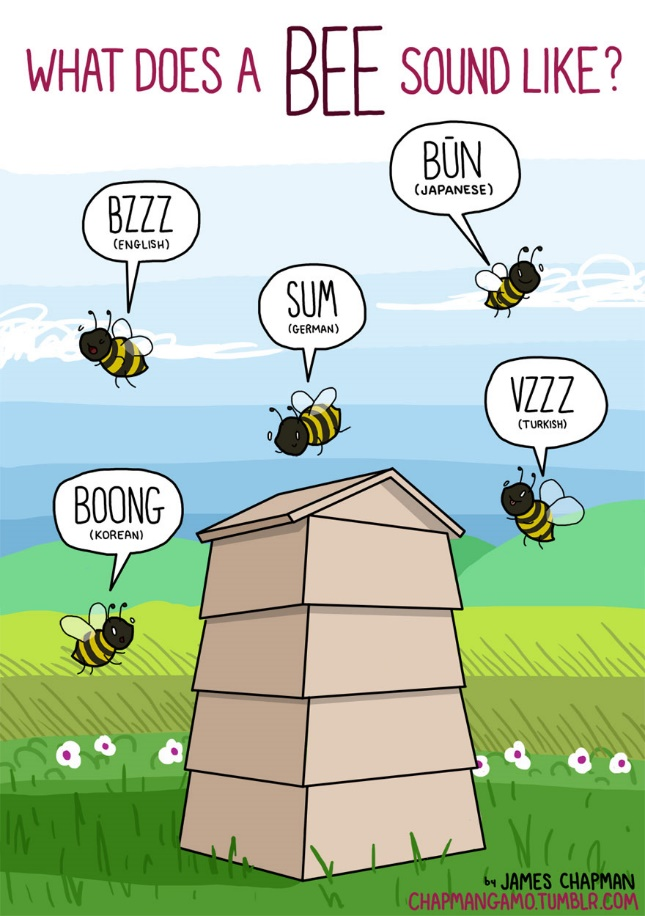 WHAT DOES A BEE SOUND LIKE?
BŪN
(JAPANESE)
BZZZ
(ENGLISH)
SUM
(GERMAN)
VZZZ
(TURKISH)
BOONG
(KOREAN)
by JAMES CHAPMAN
CHAPMANGAMO.TUMBLR.COM